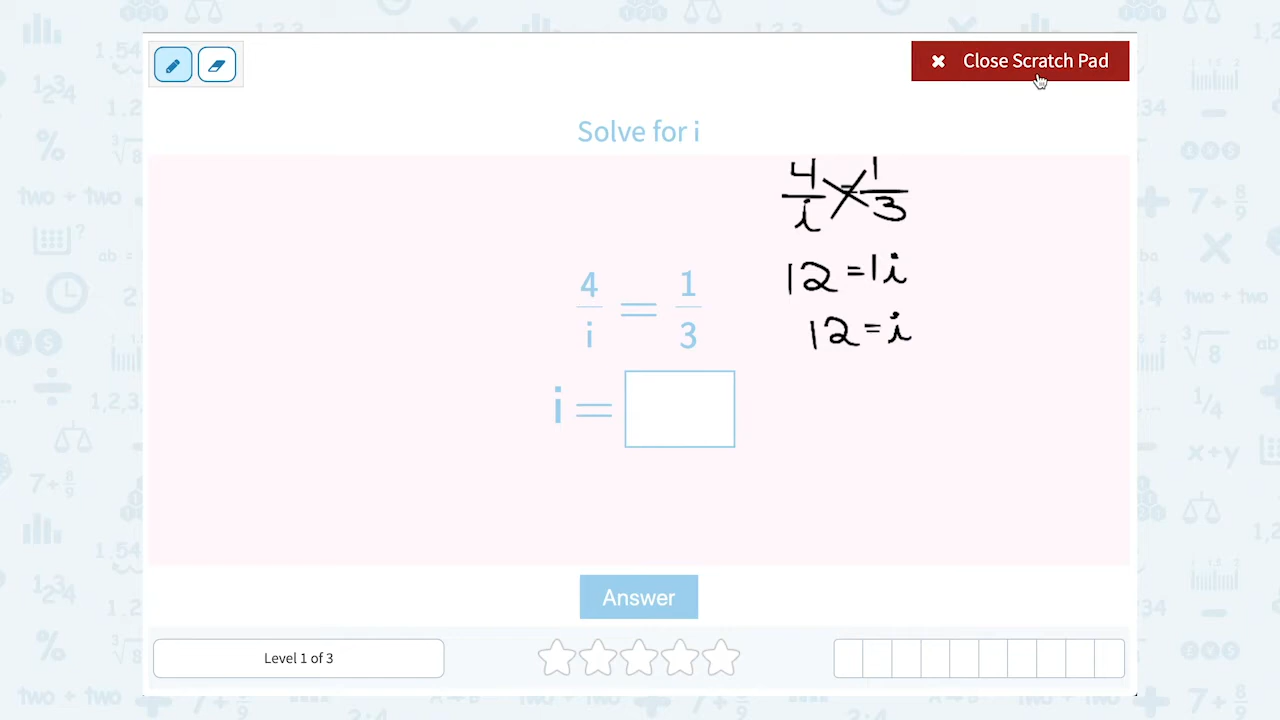 Close Scratch Pad
Solve for i
4/i = 1/3
12 = 1i
12 = i
4/i = 1/3
i =
Answer
Level 1 of 3